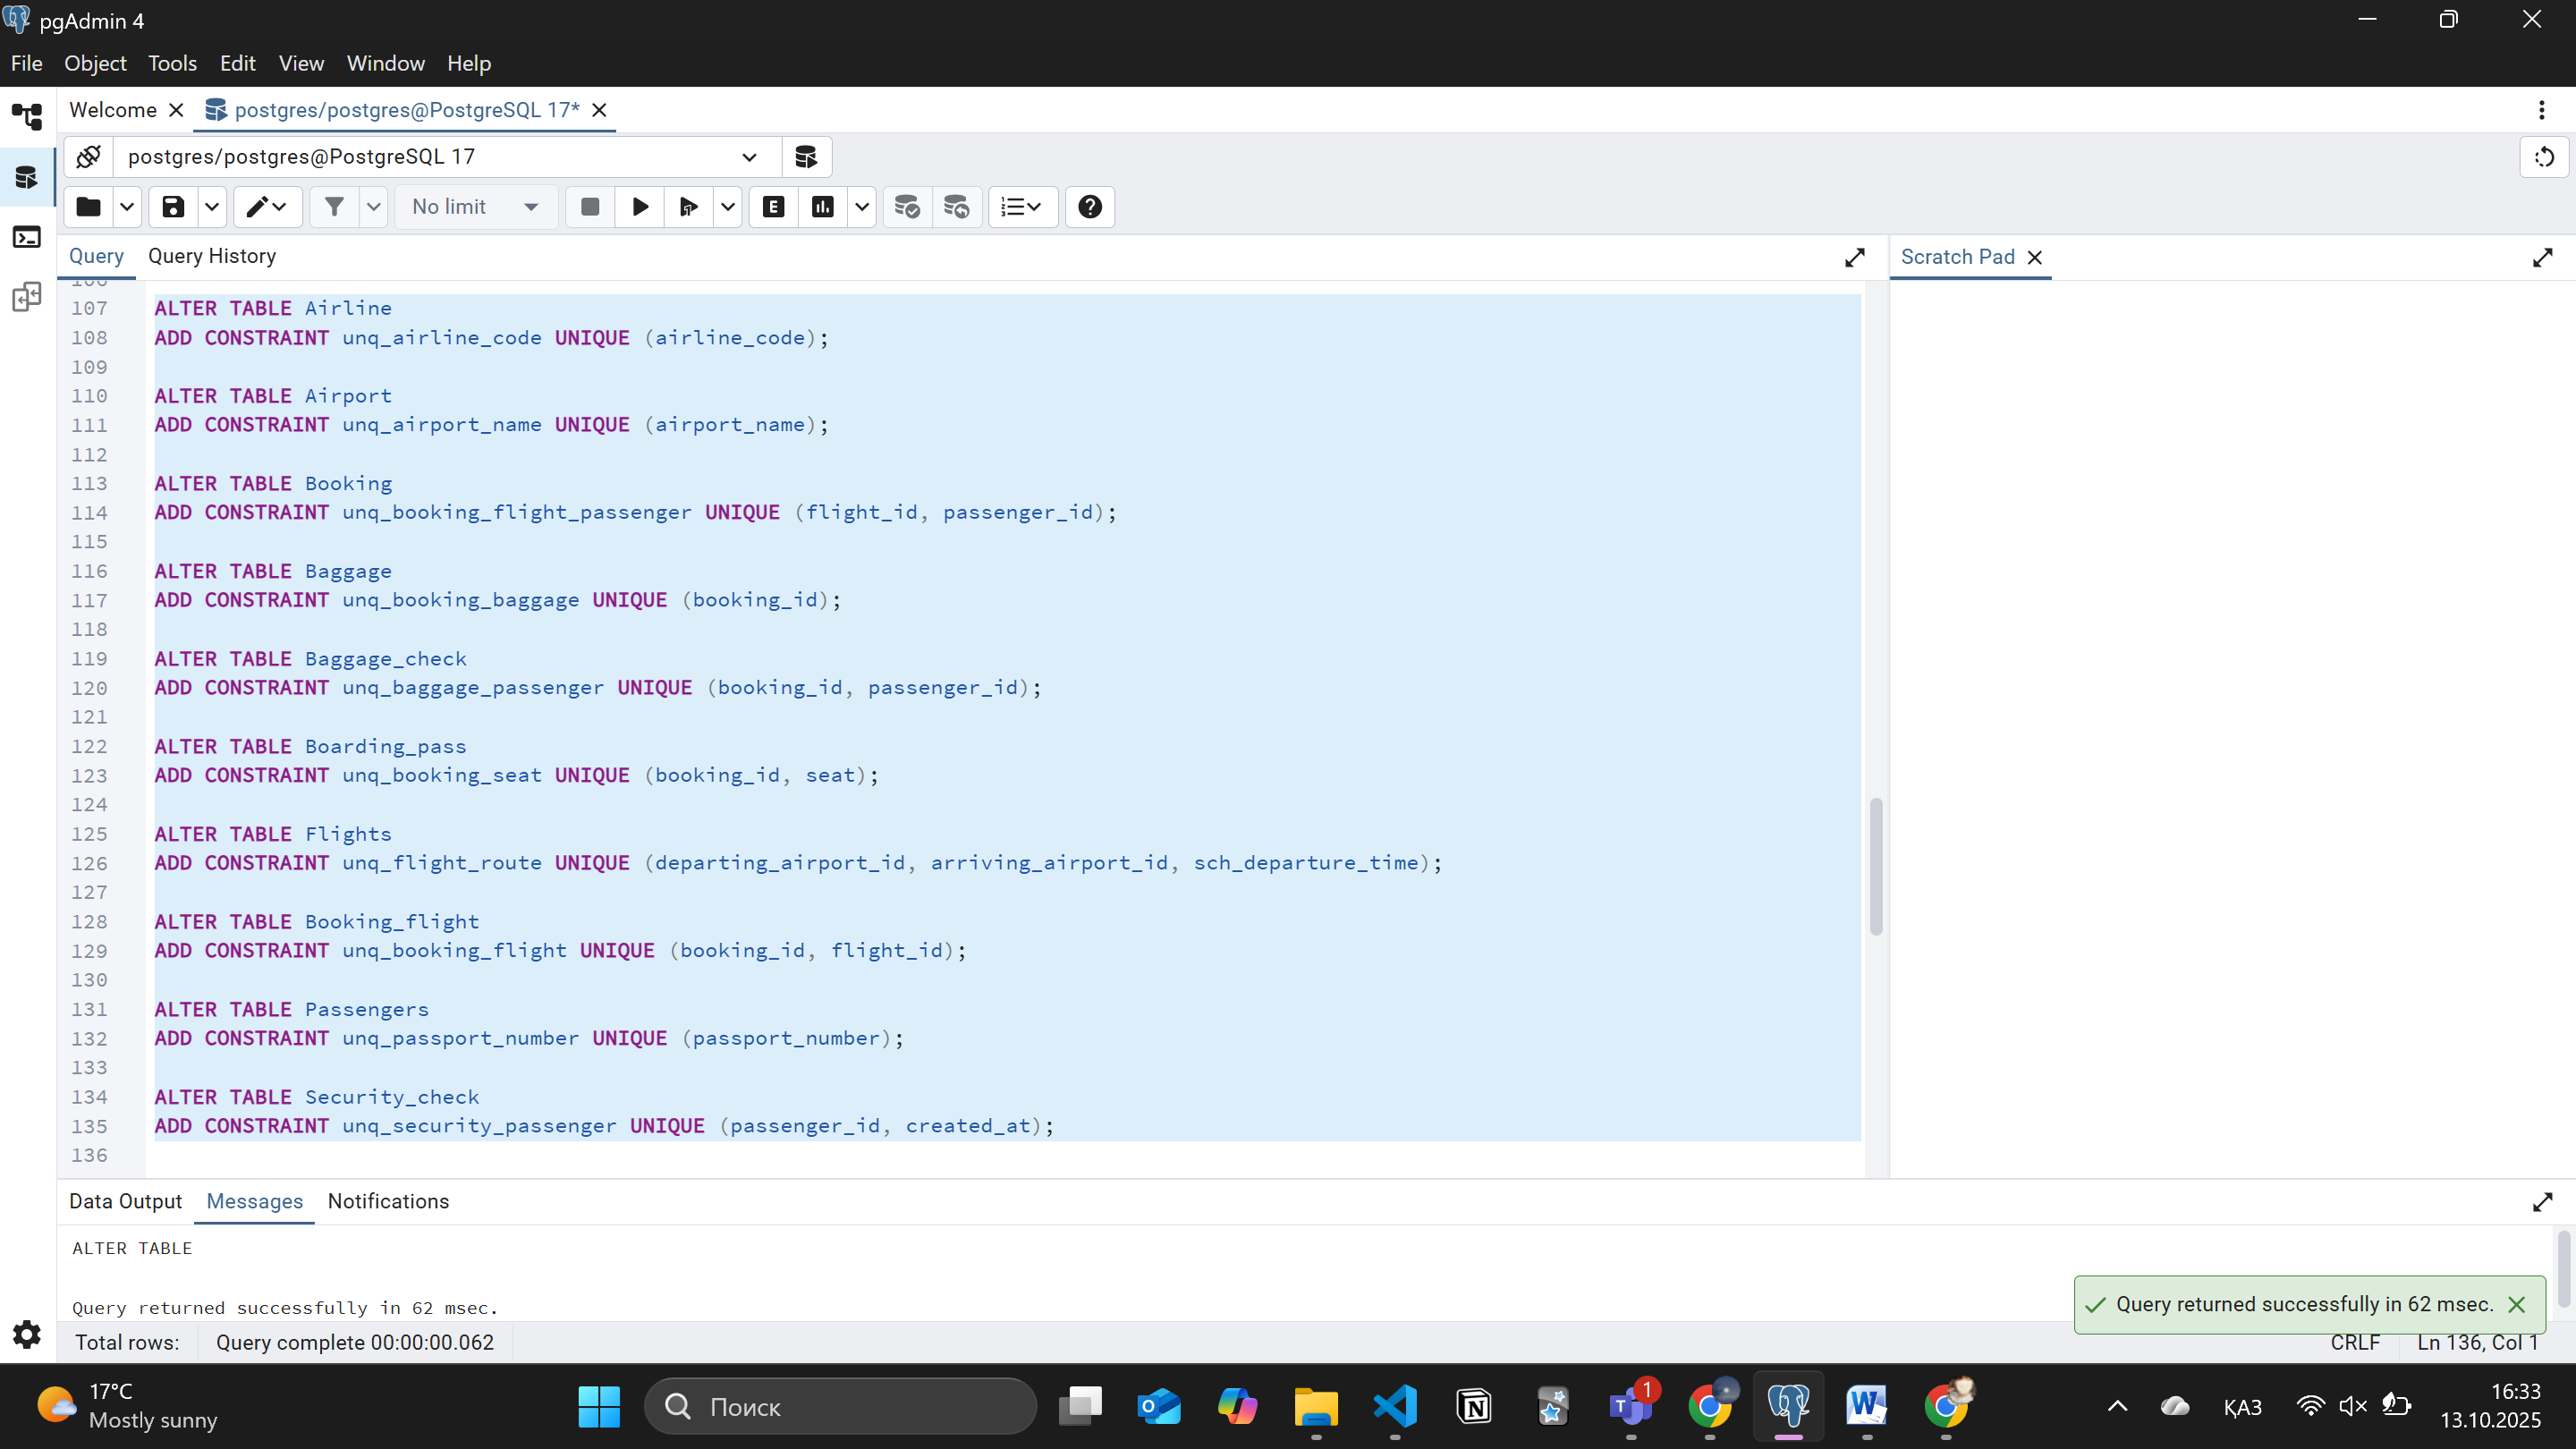 pgAdmin 4
File Object Tools Edit View Window Help
Welcome postgres/postgres@PostgreSQL 17*
postgres/postgres@PostgreSQL 17
No limit
E
Query Query History
Scratch Pad
106
107 ALTER TABLE Airline
108 ADD CONSTRAINT unq_airline_code UNIQUE (airline_code);
109
110 ALTER TABLE Airport
111 ADD CONSTRAINT unq_airport_name UNIQUE (airport_name);
112
113 ALTER TABLE Booking
114 ADD CONSTRAINT unq_booking_flight_passenger UNIQUE (flight_id, passenger_id);
115
116 ALTER TABLE Baggage
117 ADD CONSTRAINT unq_booking_baggage UNIQUE (booking_id);
118
119 ALTER TABLE Baggage_check
120 ADD CONSTRAINT unq_baggage_passenger UNIQUE (booking_id, passenger_id);
121
122 ALTER TABLE Boarding_pass
123 ADD CONSTRAINT unq_booking_seat UNIQUE (booking_id, seat);
124
125 ALTER TABLE Flights
126 ADD CONSTRAINT unq_flight_route UNIQUE (departing_airport_id, arriving_airport_id, sch_departure_time);
127
128 ALTER TABLE Booking_flight
129 ADD CONSTRAINT unq_booking_flight UNIQUE (booking_id, flight_id);
130
131 ALTER TABLE Passengers
132 ADD CONSTRAINT unq_passport_number UNIQUE (passport_number);
133
134 ALTER TABLE Security_check
135 ADD CONSTRAINT unq_security_passenger UNIQUE (passenger_id, created_at);
136
Data Output Messages Notifications
ALTER TABLE
Query returned successfully in 62 msec.
Query returned successfully in 62 msec.
Total rows: Query complete 00:00:00.062
CRLF Ln 136, Col 1
17°C
Mostly sunny
Поиск
1
ҚАЗ
16:33
13.10.2025